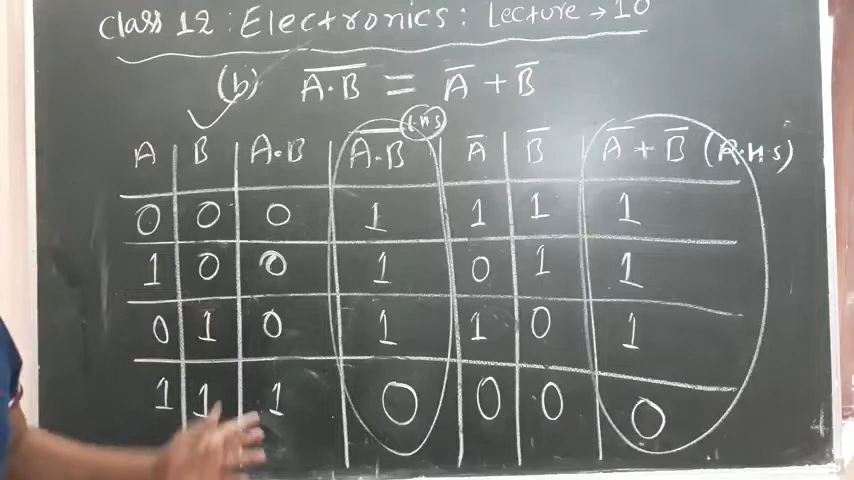 Class 12 : Electronics : Lecture → 10
(b) A̅·̅B̅ = A̅ + B̅
A B A·B A̅·̅B̅ (L.H.S) A̅ B̅ A̅ + B̅ (R.H.S)
0 0 0 1 1 1 1
1 0 0 1 0 1 1
0 1 0 1 1 0 1
1 1 1 0 0 0 0